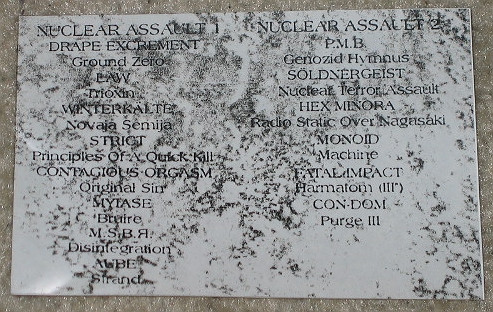 NUCLEAR ASSAULT 1
DRAPE EXCREMENT
Ground Zero
LAW
Trioxin
WINTERKÄLTE
Novaja Semija
STRICT
Principles Of A Quick Kill
CONTAGIOUS ORGASM
Original Sin
MYTASE
Bruire
M.S.B.R.
Disintegration
AUBE
Strand
NUCLEAR ASSAULT 2
P.M.B.
Genozid Hymnus
SÖLDNERGEIST
Nuclear Terror Assault
HEX MINORA
Radio Static Over Nagasaki
MONOID
Machine
FATAL IMPACT
Harmatom (III°)
CON-DOM
Purge III